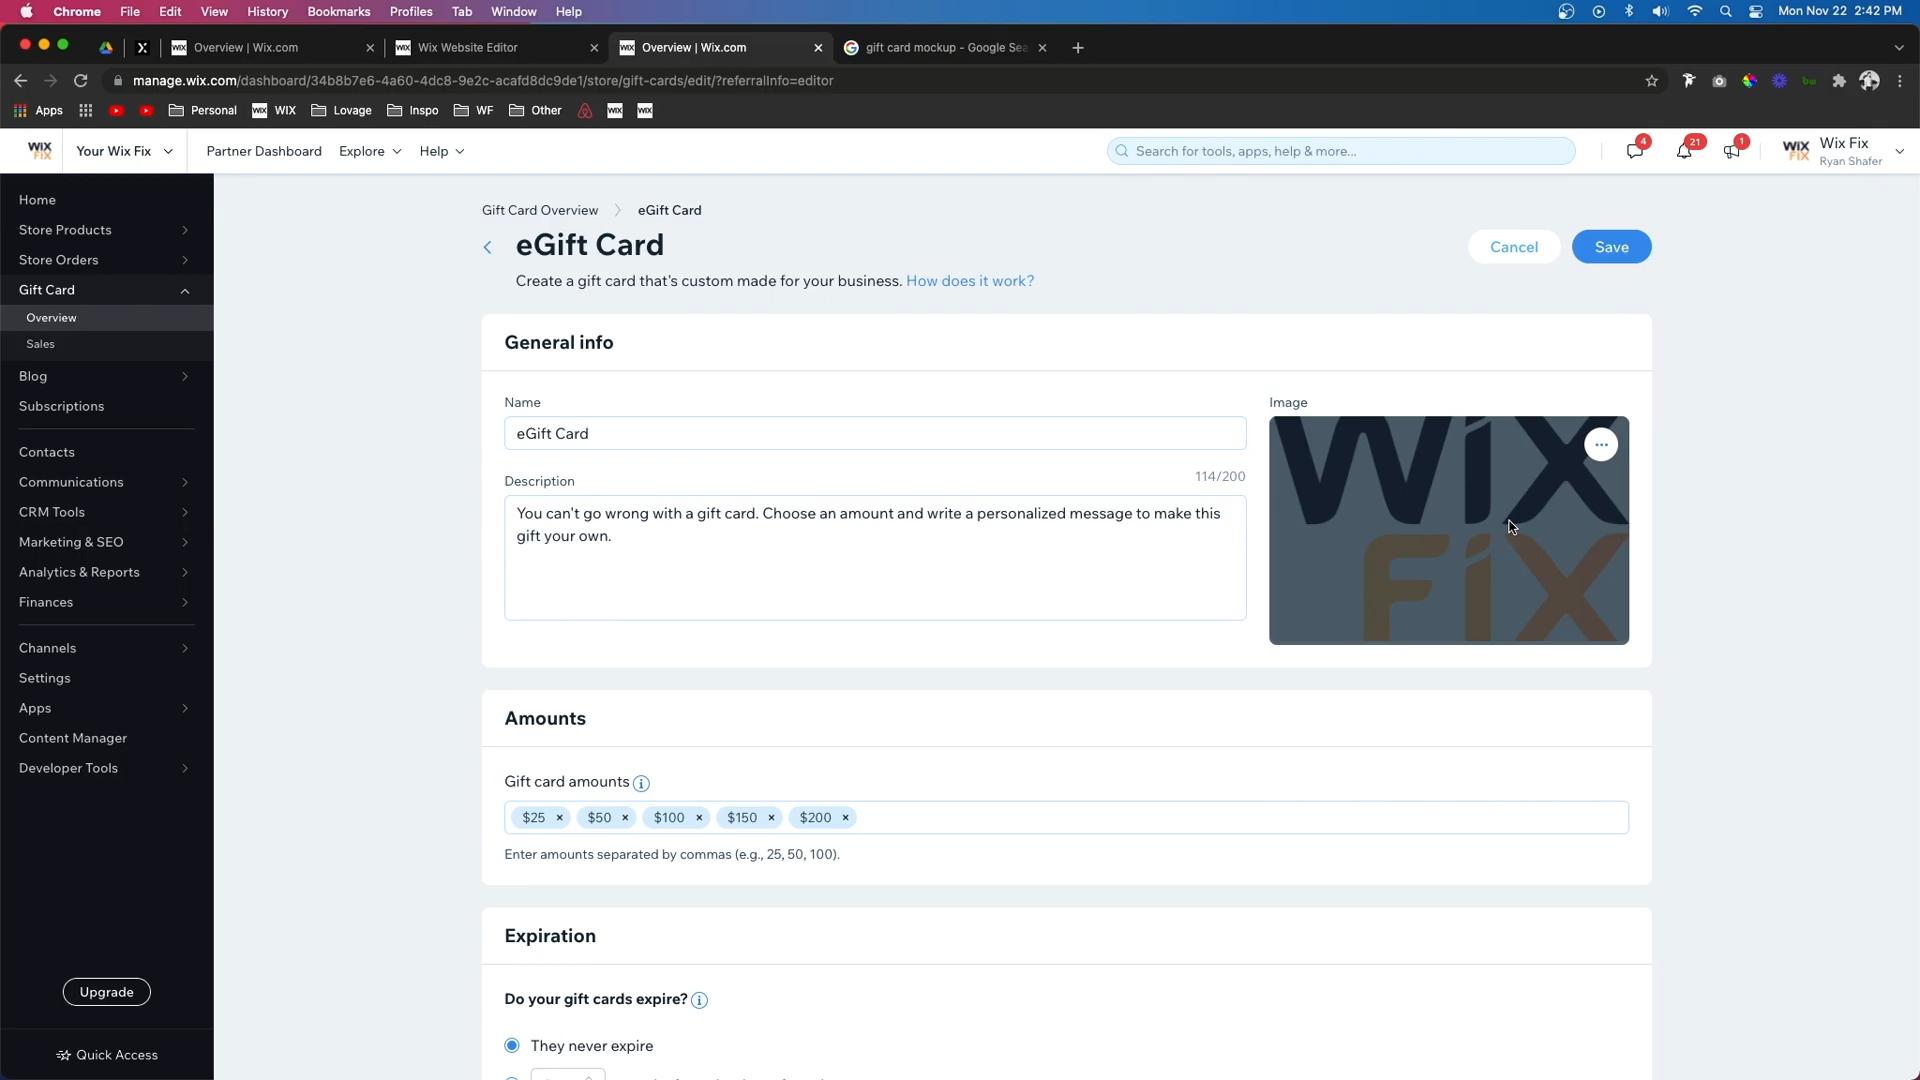 Chrome File Edit View History Bookmarks Profiles Tab Window Help Mon Nov 22 2:42 PM
Overview | Wix.com Wix Website Editor Overview | Wix.com gift card mockup - Google Sea
manage.wix.com/dashboard/34b8b7e6-4a60-4dc8-9e2c-acafd8dc9de1/store/gift-cards/edit/?referralInfo=editor
Apps Personal WIX Lovage Inspo WF Other
WIX FIX Your Wix Fix Partner Dashboard Explore Help Search for tools, apps, help & more... 4 21 1 WIX FIX Wix Fix
Ryan Shafer
Home
Store Products
Store Orders
Gift Card
Overview
Sales
Blog
Subscriptions
Contacts
Communications
CRM Tools
Marketing & SEO
Analytics & Reports
Finances
Channels
Settings
Apps
Content Manager
Developer Tools
Upgrade
Quick Access
Gift Card Overview eGift Card
eGift Card
Cancel Save
Create a gift card that's custom made for your business. How does it work?
General info
Name
eGift Card
Description 114/200
You can't go wrong with a gift card. Choose an amount and write a personalized message to make this
gift your own.
Image
WiX
FiX
Amounts
Gift card amounts
$25 × $50 × $100 × $150 × $200 ×
Enter amounts separated by commas (e.g., 25, 50, 100).
Expiration
Do your gift cards expire?
They never expire